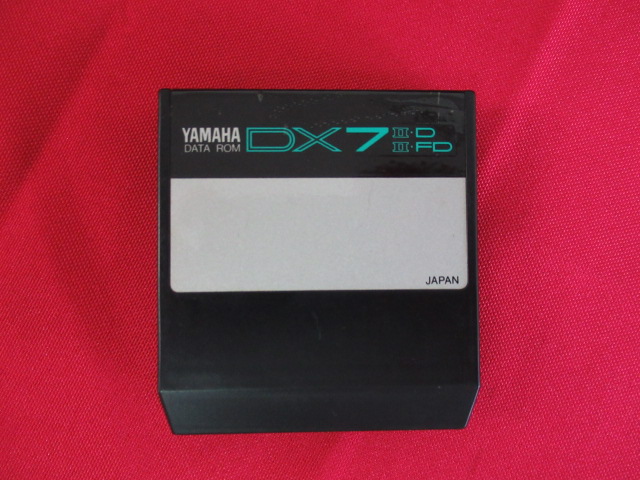 YAMAHA DX7 II·D
DATA ROM II·FD
JAPAN